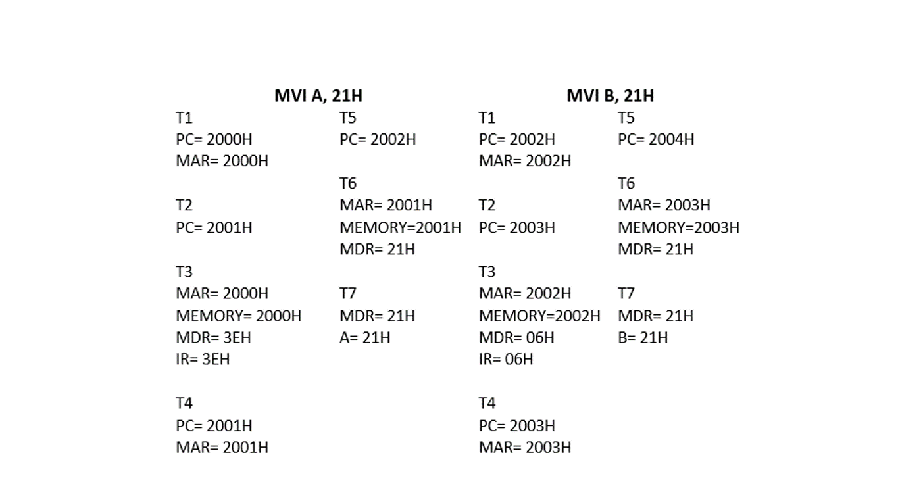 MVI A, 21H
T1
PC= 2000H
MAR= 2000H
T2
PC= 2001H
T3
MAR= 2000H
MEMORY= 2000H
MDR= 3EH
IR= 3EH
T4
PC= 2001H
MAR= 2001H
T5
PC= 2002H
T6
MAR= 2001H
MEMORY=2001H
MDR= 21H
T7
MDR= 21H
A= 21H
MVI B, 21H
T1
PC= 2002H
MAR= 2002H
T2
PC= 2003H
T3
MAR= 2002H
MEMORY=2002H
MDR= 06H
IR= 06H
T4
PC= 2003H
MAR= 2003H
T5
PC= 2004H
T6
MAR= 2003H
MEMORY=2003H
MDR= 21H
T7
MDR= 21H
B= 21H